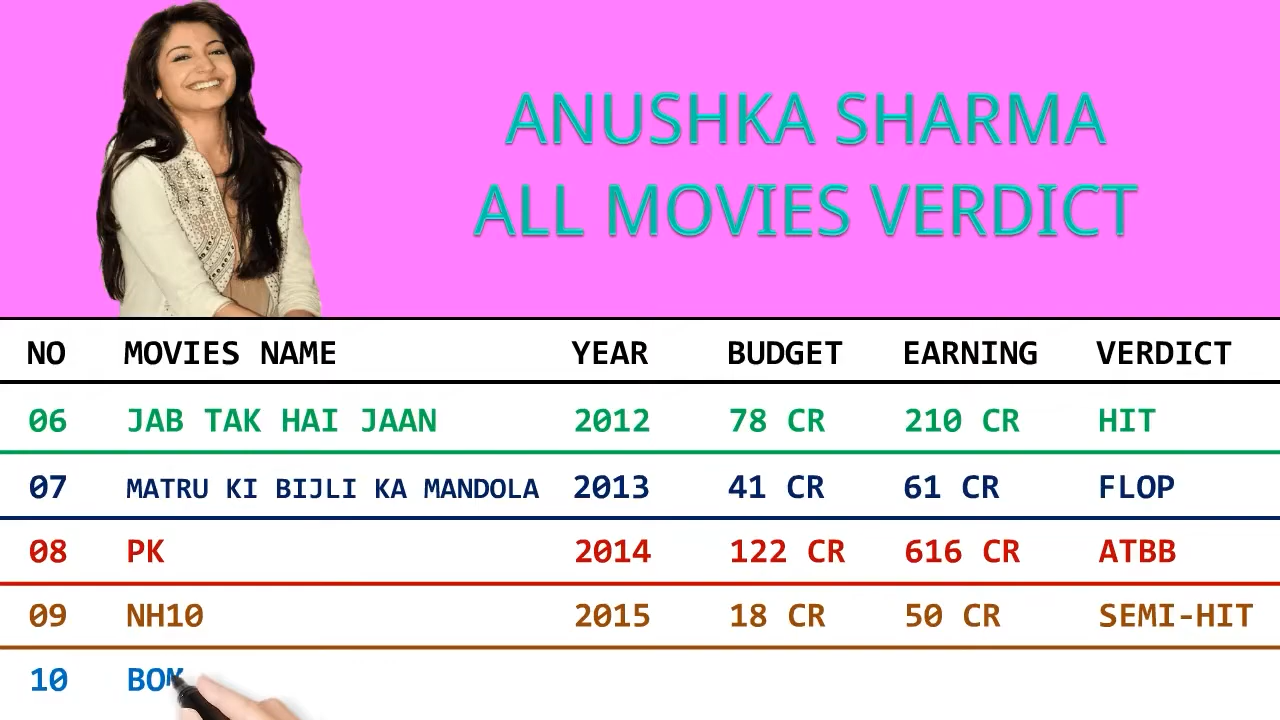 ANUSHKA SHARMA
ALL MOVIES VERDICT
NO MOVIES NAME YEAR BUDGET EARNING VERDICT
06 JAB TAK HAI JAAN 2012 78 CR 210 CR HIT
07 MATRU KI BIJLI KA MANDOLA 2013 41 CR 61 CR FLOP
08 PK 2014 122 CR 616 CR ATBB
09 NH10 2015 18 CR 50 CR SEMI-HIT
10 BOM